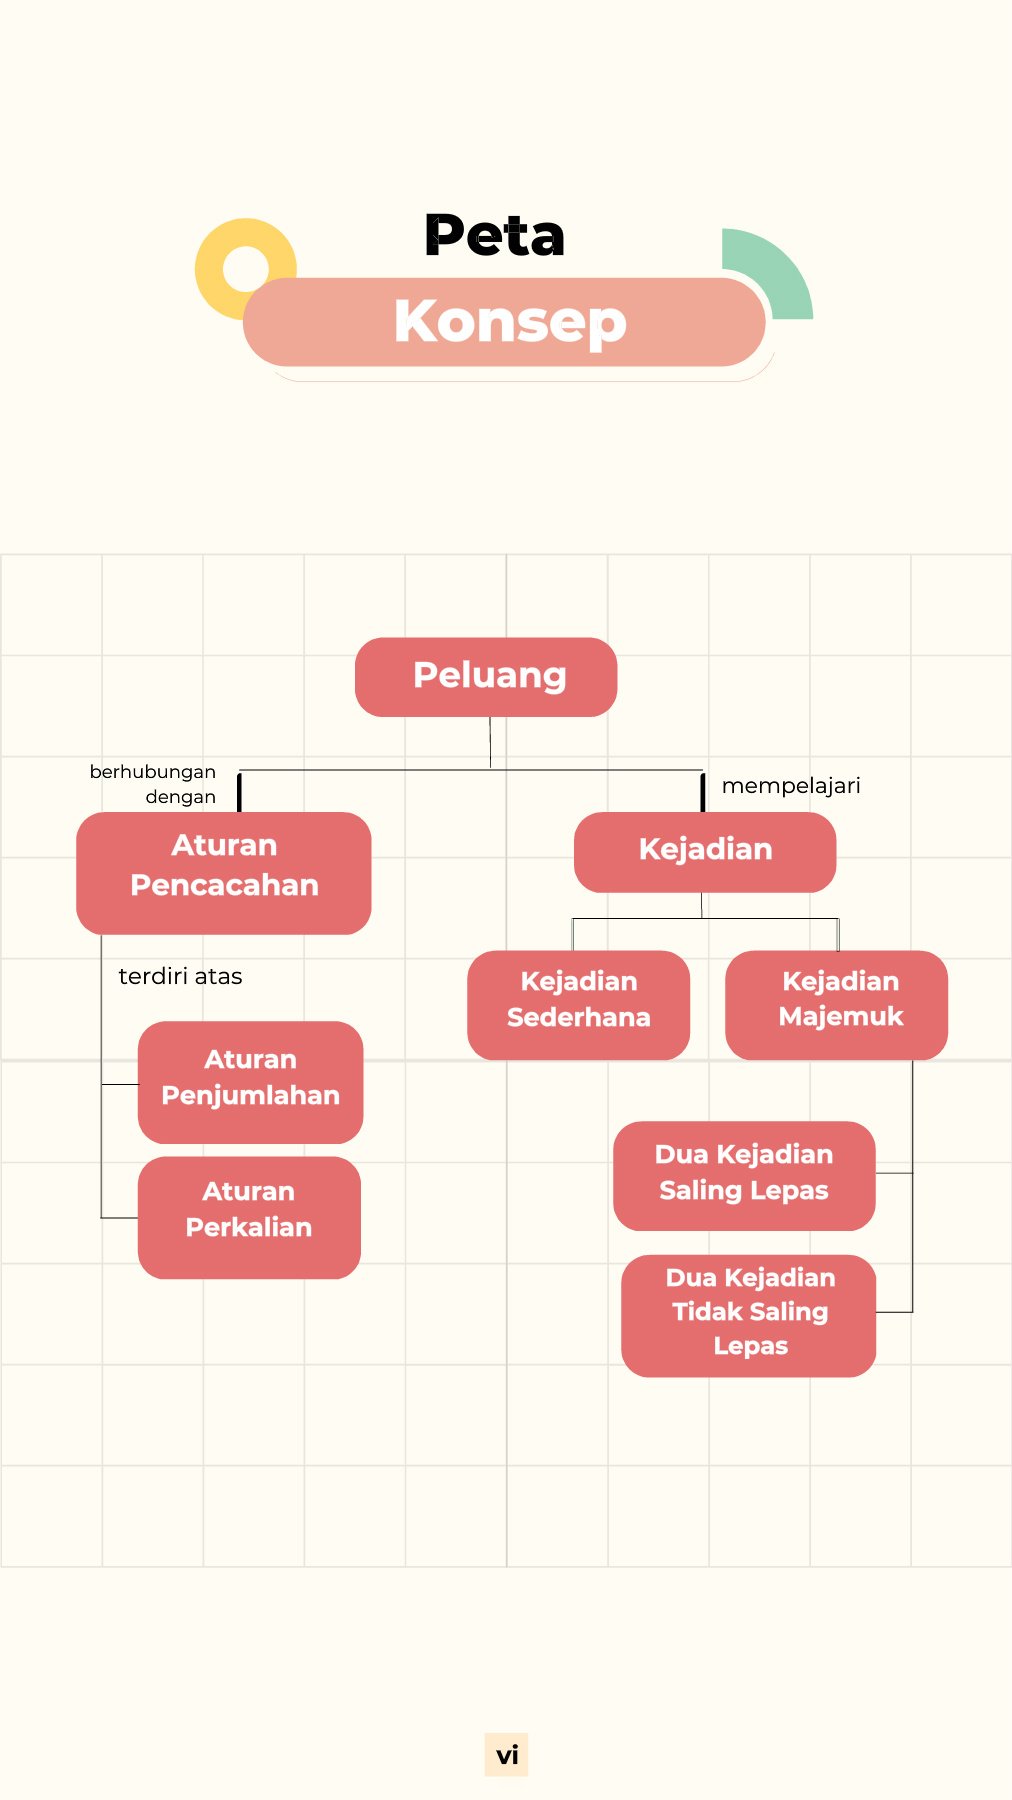 Peta
Konsep
Peluang
berhubungan
dengan
mempelajari
Aturan
Pencacahan
Kejadian
terdiri atas
Kejadian
Sederhana
Kejadian
Majemuk
Aturan
Penjumlahan
Aturan
Perkalian
Dua Kejadian
Saling Lepas
Dua Kejadian
Tidak Saling
Lepas
vi